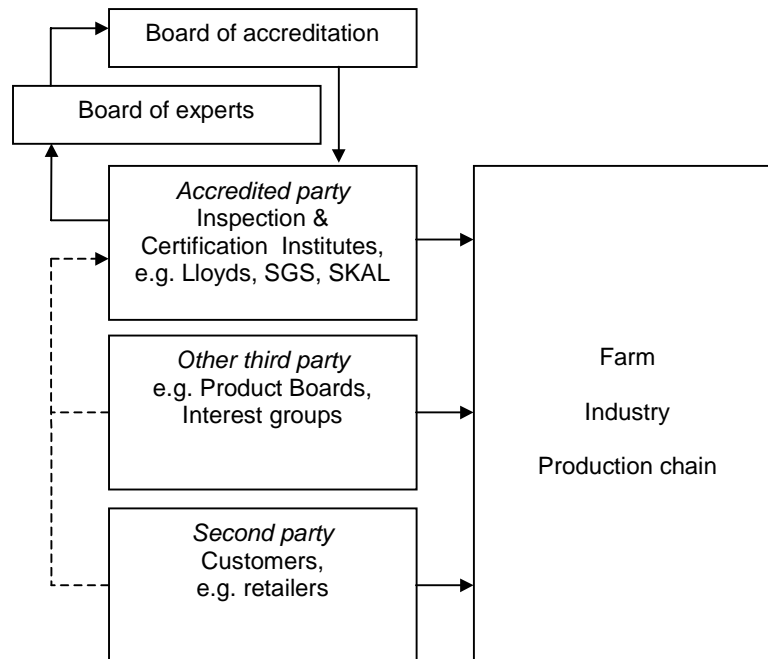 Board of accreditation
Board of experts
Accredited party
Inspection &
Certification Institutes,
e.g. Lloyds, SGS, SKAL
Other third party
e.g. Product Boards,
Interest groups
Second party
Customers,
e.g. retailers
Farm
Industry
Production chain